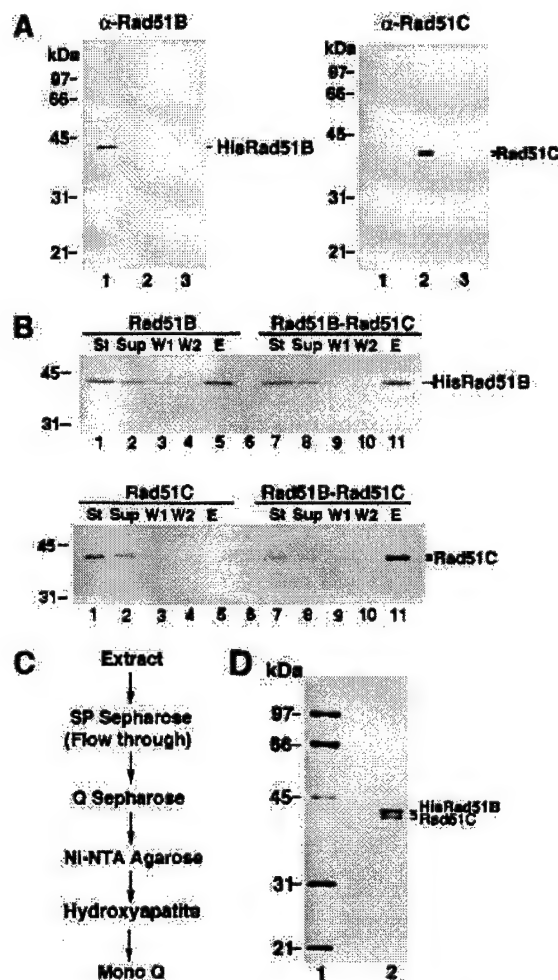 A
α-Rad51B
kDa
97-
66-
45-
31-
21-
HisRad51B
1 2 3
α-Rad51C
kDa
97-
66-
45-
31-
21-
Rad51C
1 2 3
B
Rad51B Rad51B-Rad51C
St Sup W1 W2 E St Sup W1 W2 E
45-
31-
HisRad51B
1 2 3 4 5 6 7 8 9 10 11
Rad51C Rad51B-Rad51C
St Sup W1 W2 E St Sup W1 W2 E
45-
31-
Rad51C
1 2 3 4 5 6 7 8 9 10 11
C
Extract
SP Sepharose
(Flow through)
Q Sepharose
Ni-NTA Agarose
Hydroxyapatite
Mono Q
D
kDa
97-
66-
45-
31-
21-
HisRad51B
Rad51C
1 2